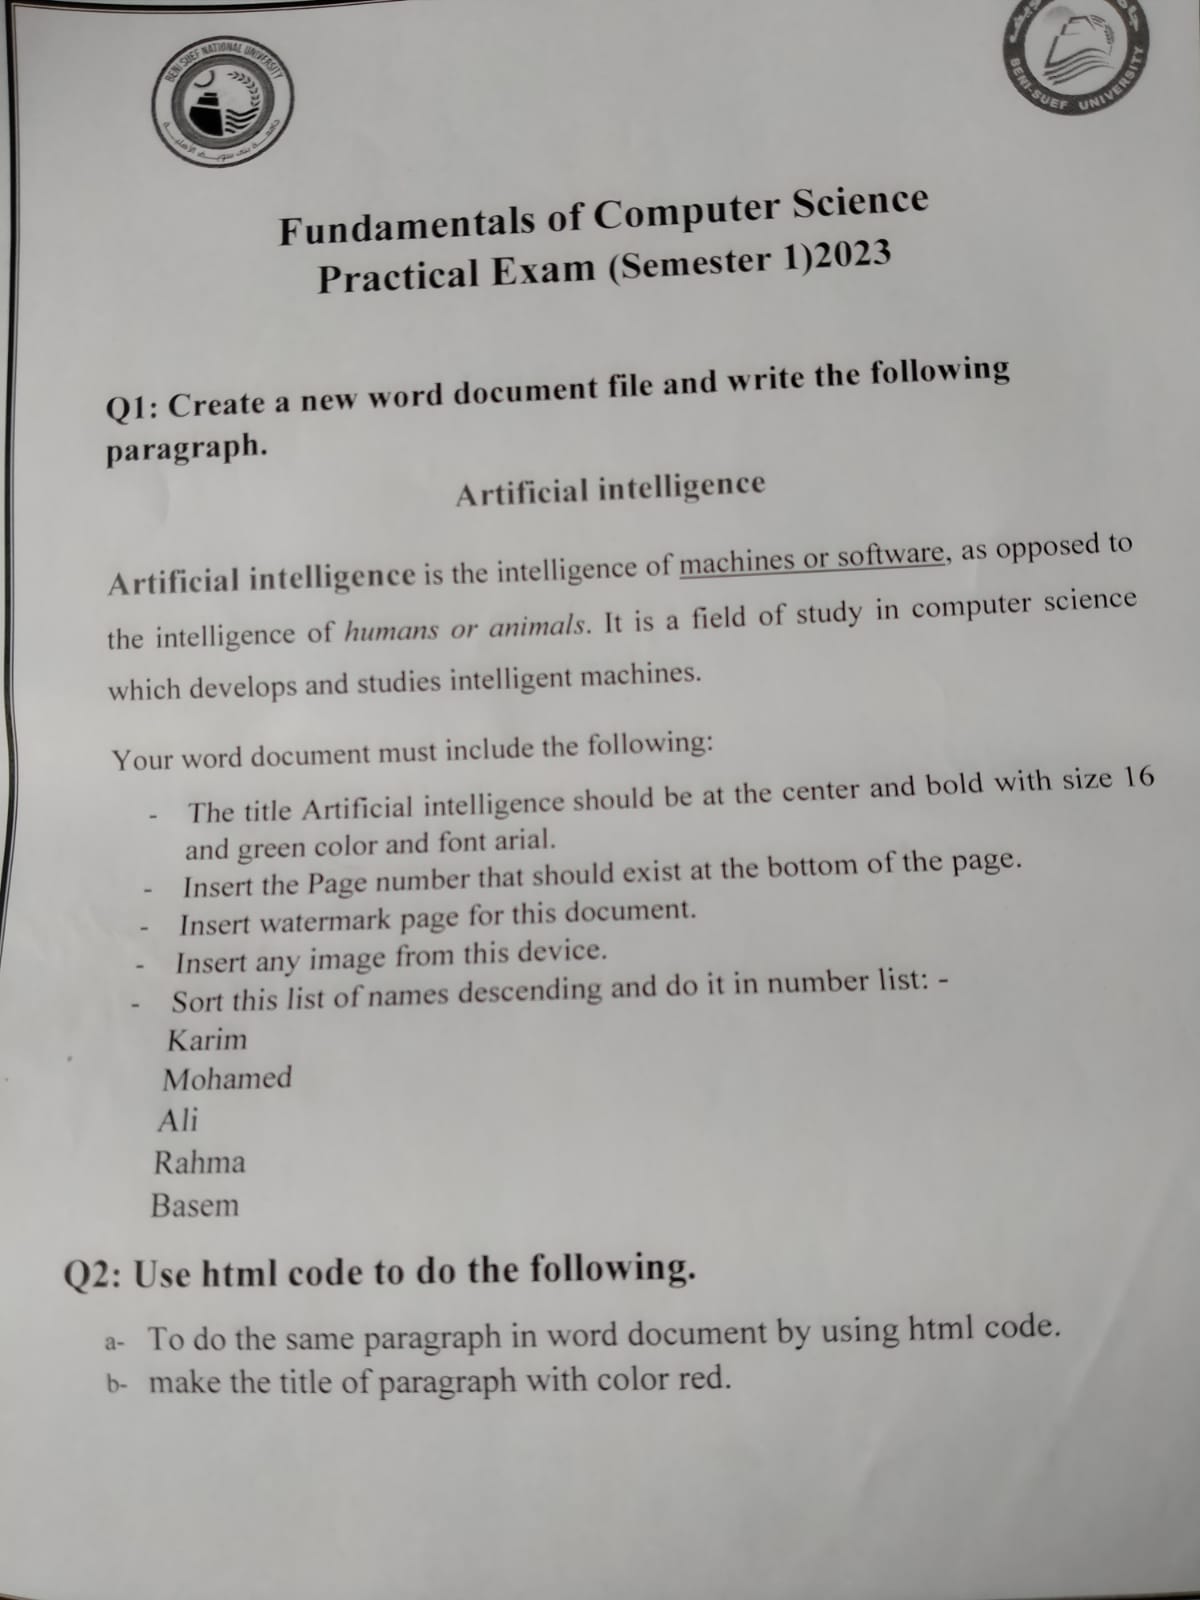 BENI-SUEF NATIONAL UNIVERSITY
جامعة بني سويف الأهلية
BENI-SUEF UNIVERSITY
Fundamentals of Computer Science
Practical Exam (Semester 1)2023
Q1: Create a new word document file and write the following
paragraph.
Artificial intelligence
Artificial intelligence is the intelligence of machines or software, as opposed to
the intelligence of humans or animals. It is a field of study in computer science
which develops and studies intelligent machines.
Your word document must include the following:
- The title Artificial intelligence should be at the center and bold with size 16
and green color and font arial.
- Insert the Page number that should exist at the bottom of the page.
- Insert watermark page for this document.
- Insert any image from this device.
- Sort this list of names descending and do it in number list: -
Karim
Mohamed
Ali
Rahma
Basem
Q2: Use html code to do the following.
a- To do the same paragraph in word document by using html code.
b- make the title of paragraph with color red.